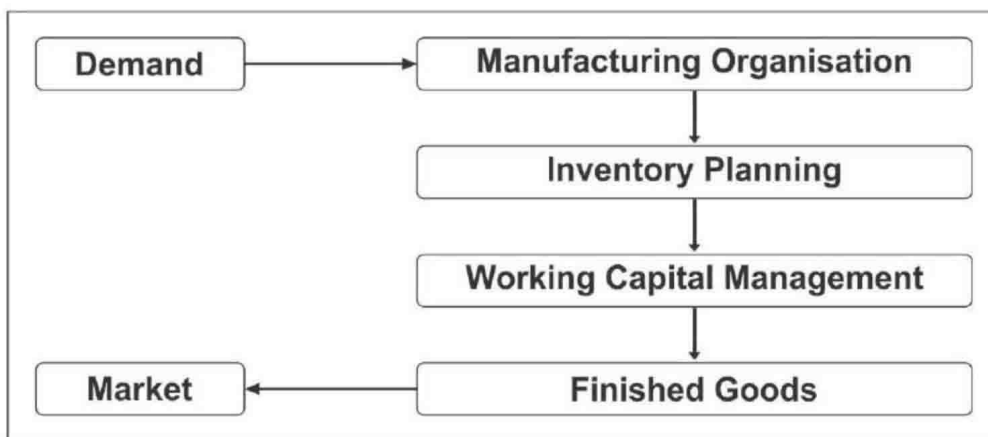 Demand
Manufacturing Organisation
Inventory Planning
Working Capital Management
Finished Goods
Market